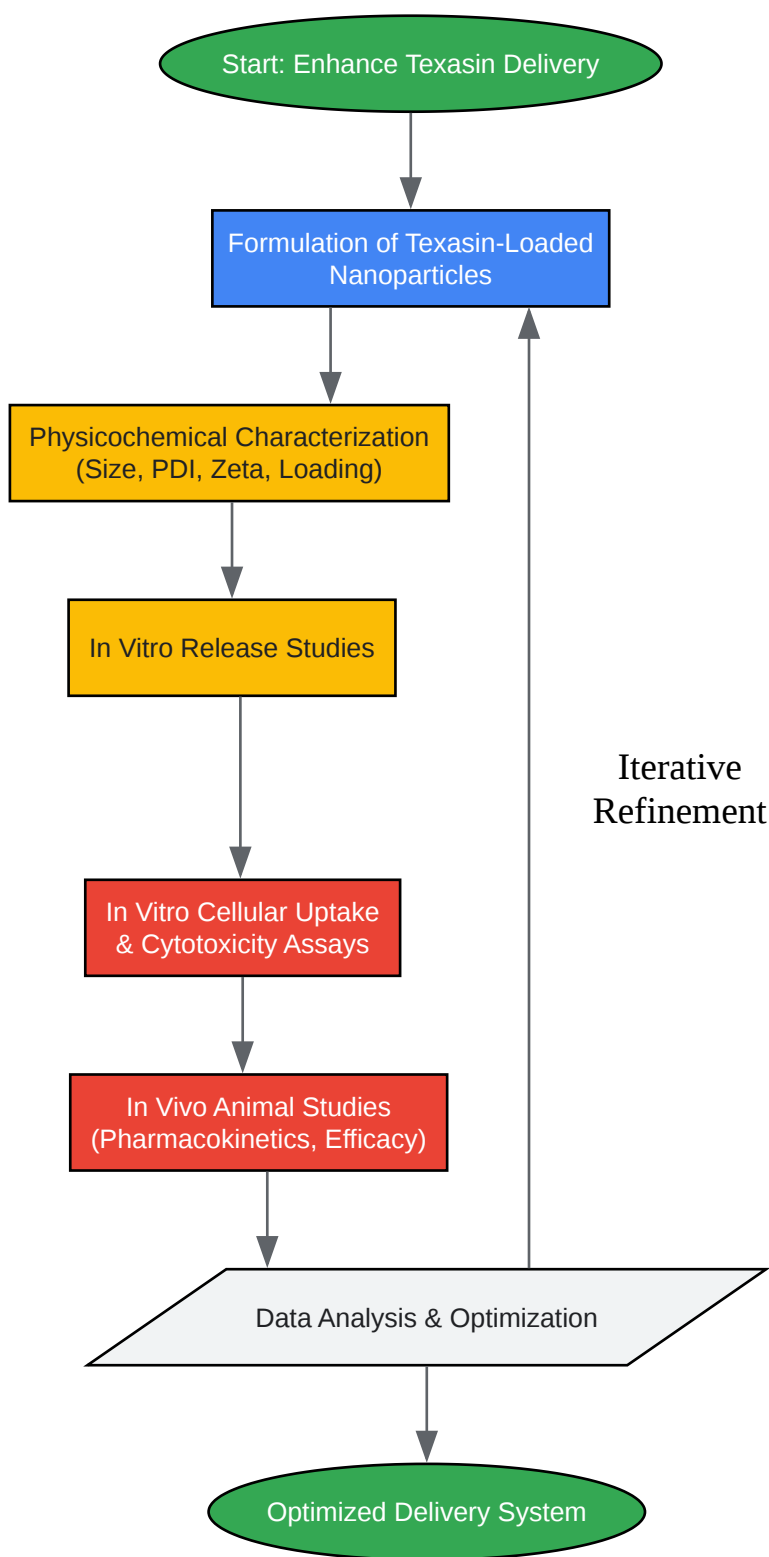 Start: Enhance Texasin Delivery
Formulation of Texasin-Loaded
Nanoparticles
Physicochemical Characterization
(Size, PDI, Zeta, Loading)
In Vitro Release Studies
Iterative
Refinement
In Vitro Cellular Uptake
& Cytotoxicity Assays
In Vivo Animal Studies
(Pharmacokinetics, Efficacy)
Data Analysis & Optimization
Optimized Delivery System